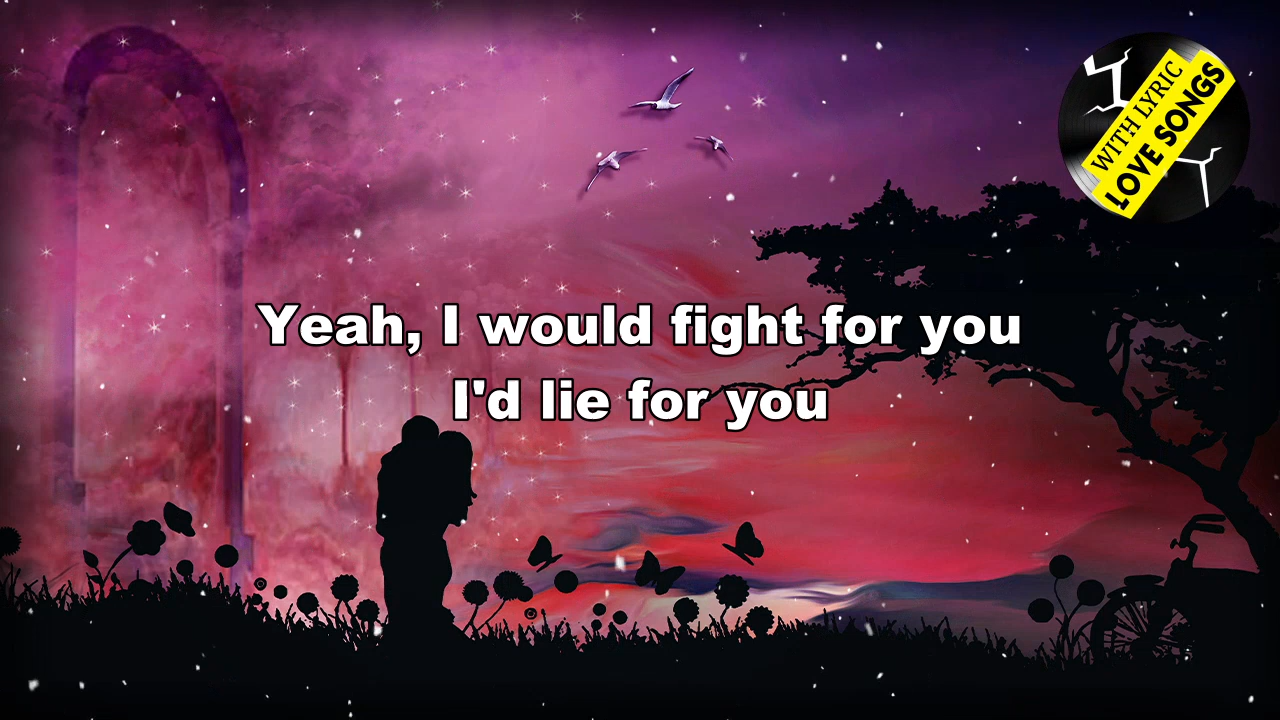 WITH LYRIC
LOVE SONGS
Yeah, I would fight for you
I'd lie for you